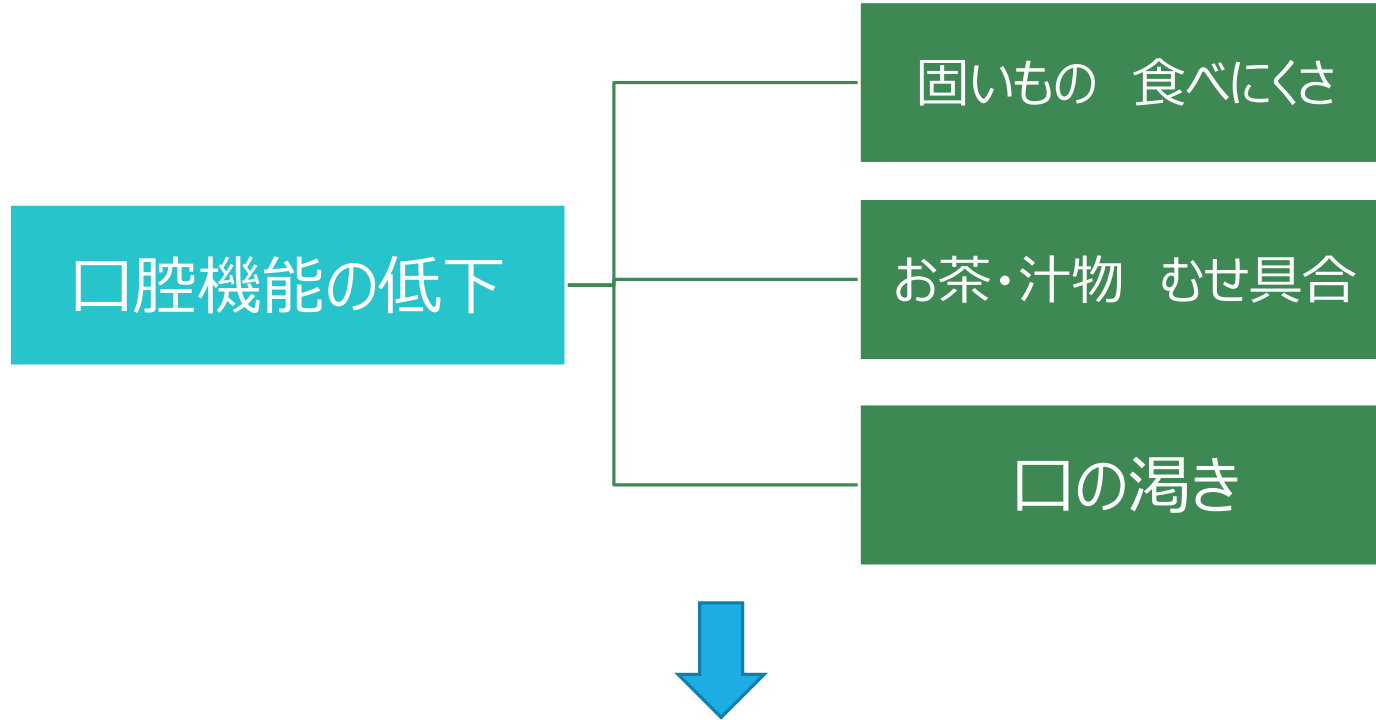 固いもの　食べにくさ
口腔機能の低下
お茶・汁物　むせ具合
口の渇き